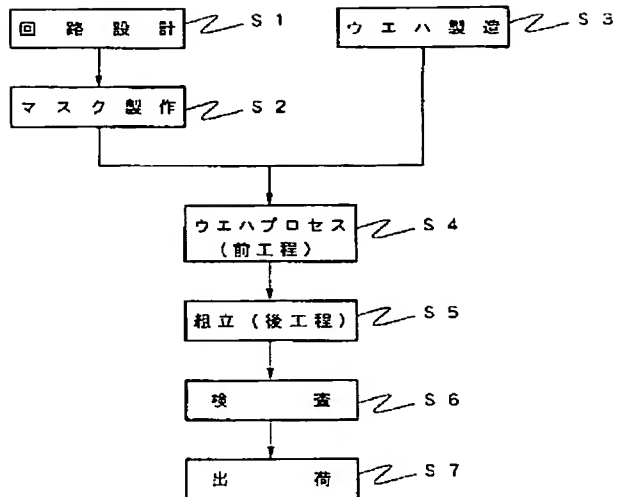 回路設計 S1
ウエハ製造 S3
マスク製作 S2
ウエハプロセス S4
(前工程)
組立(後工程) S5
検査 S6
出荷 S7